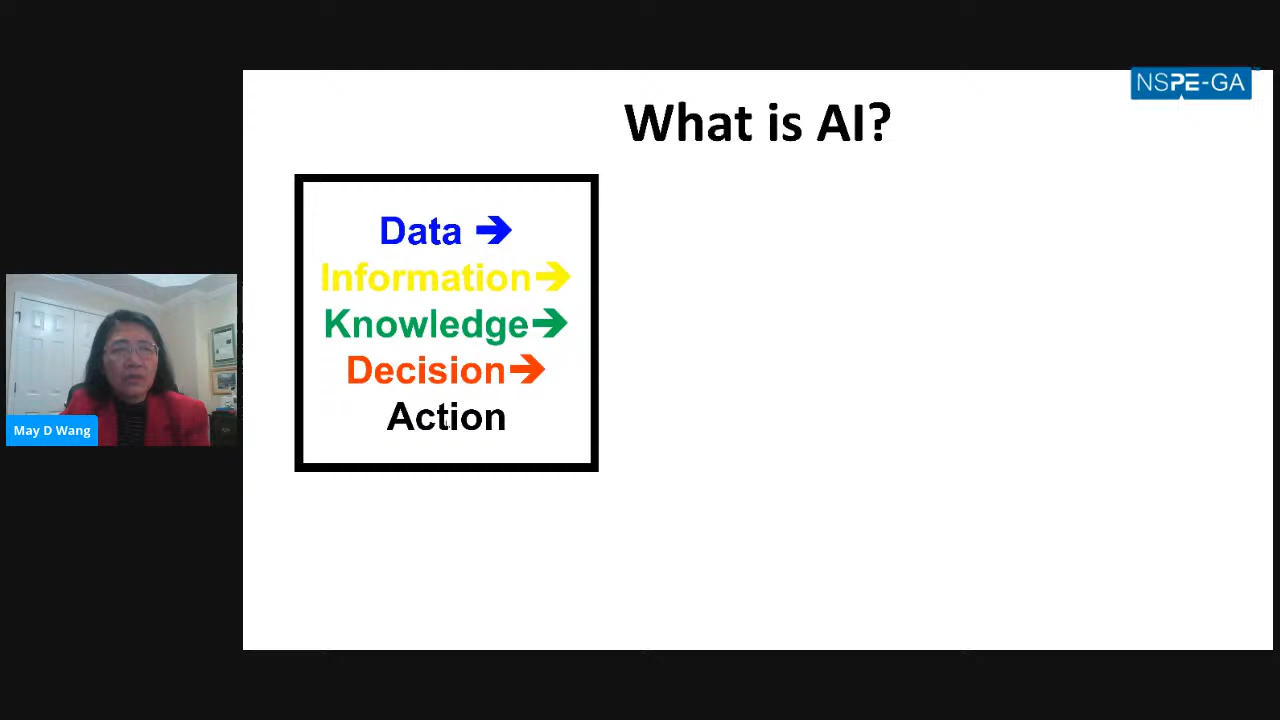 NSPE-GA
What is AI?
Data →
Information→
Knowledge→
Decision→
Action
May D Wang